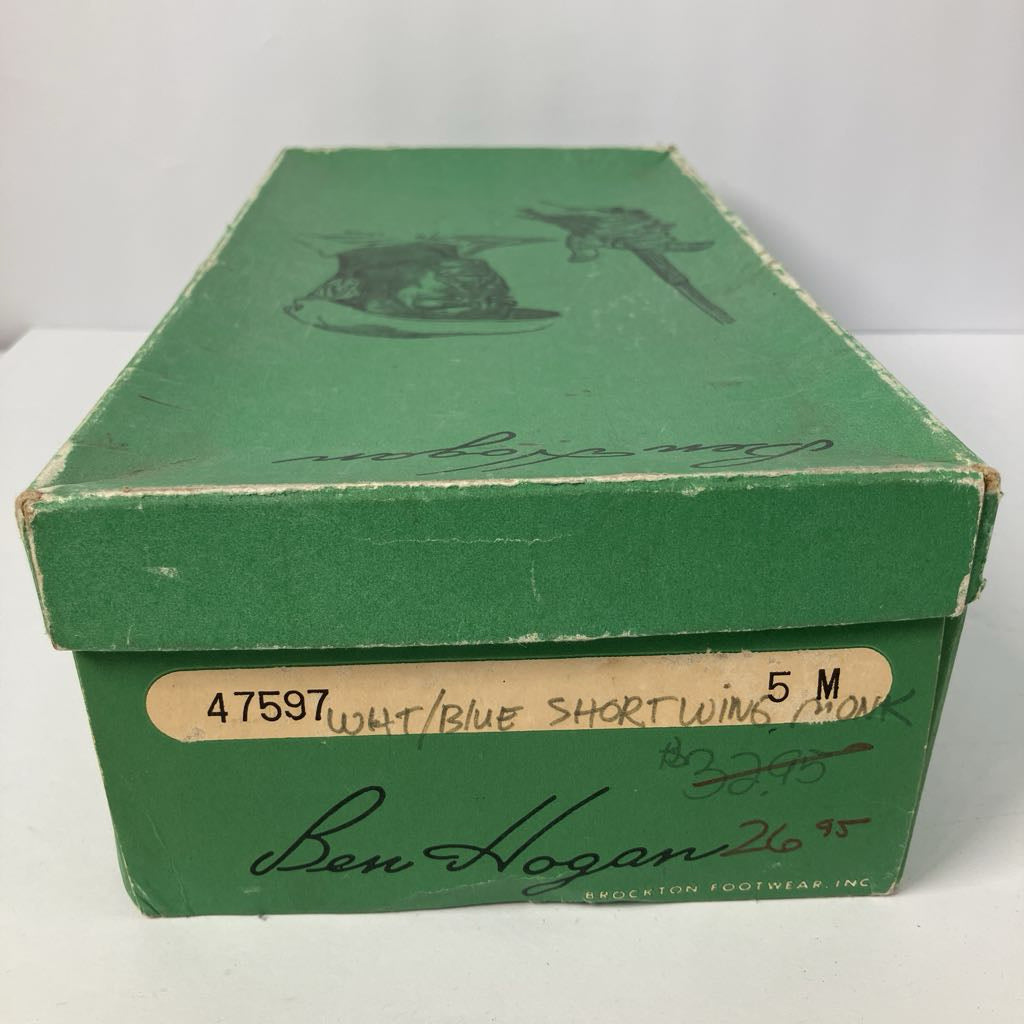 Ben Hogan
47597 5 M
WHT/BLUE SHORTWING MONK
$32.95
Ben Hogan 26 95
BROCKTON FOOTWEAR, INC